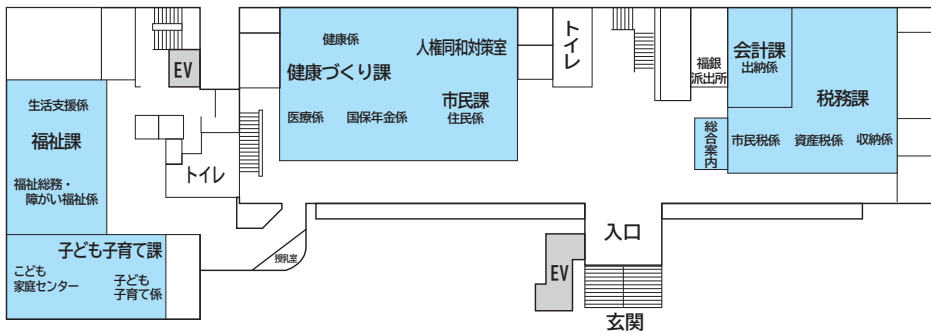 EV
生活支援係
福祉課
福祉総務・
障がい福祉係
子ども子育て課
こども
家庭センター
子ども
子育て係
トイレ
授乳室
健康係
健康づくり課
医療係
国保年金係
人権同和対策室
市民課
住民係
トイレ
福銀
派出所
会計課
出納係
税務課
総合案内
市民税係
資産税係
収納係
入口
EV
玄関